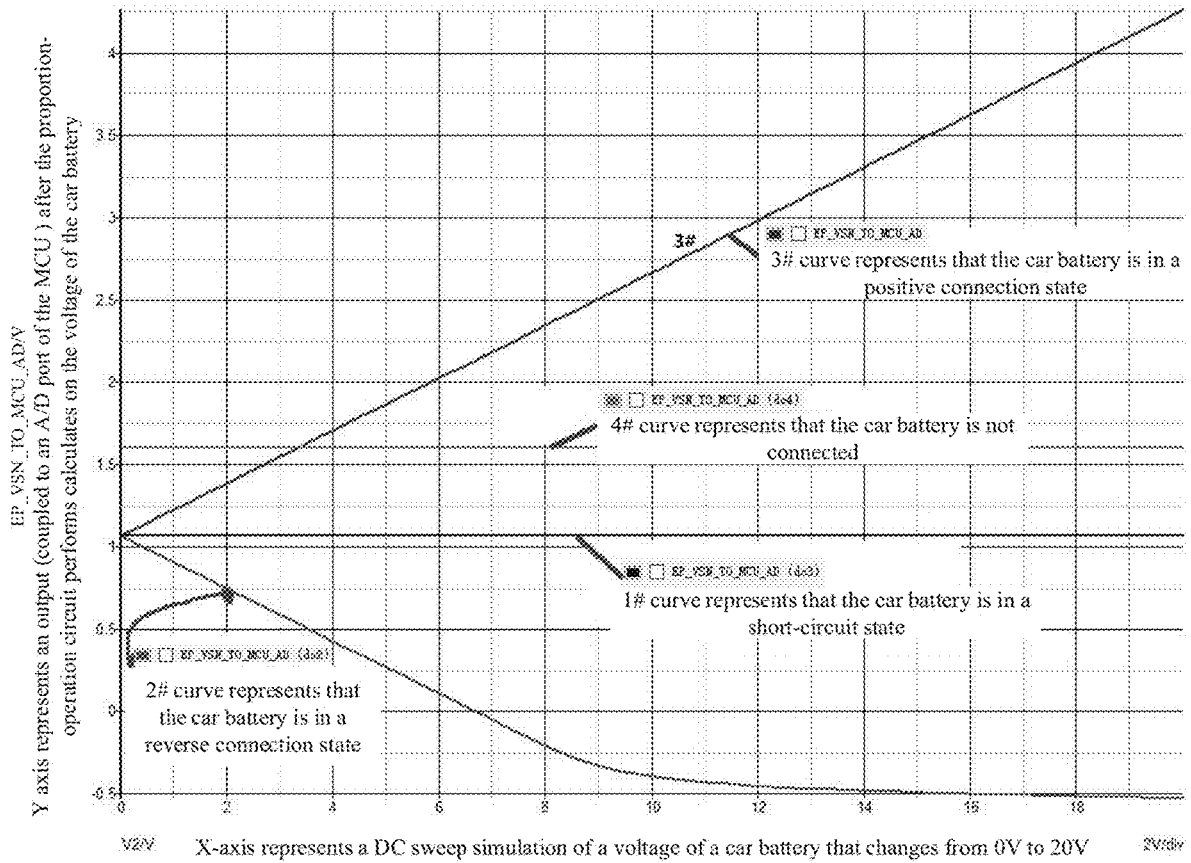 EP_VSN_TO_MCU_AD/V
Y axis represents an output (coupled to an A/D port of the MCU ) after the proportion-
operation circuit performs calculates on the voltage of the car battery
4
3.5
3
2.5
2
1.5
1
0.5
0
-0.5
3#
EP_VSN_TO_MCU_AD
3# curve represents that the car battery is in a
positive connection state
EP_VSN_TO_MCU_AD (dc4)
4# curve represents that the car battery is not
connected
EP_VSN_TO_MCU_AD (dc3)
1# curve represents that the car battery is in a
short-circuit state
EP_VSN_TO_MCU_AD (dc2)
2# curve represents that
the car battery is in a
reverse connection state
0 2 4 6 8 10 12 14 16 18
V2/V
X-axis represents a DC sweep simulation of a voltage of a car battery that changes from 0V to 20V
2V/div